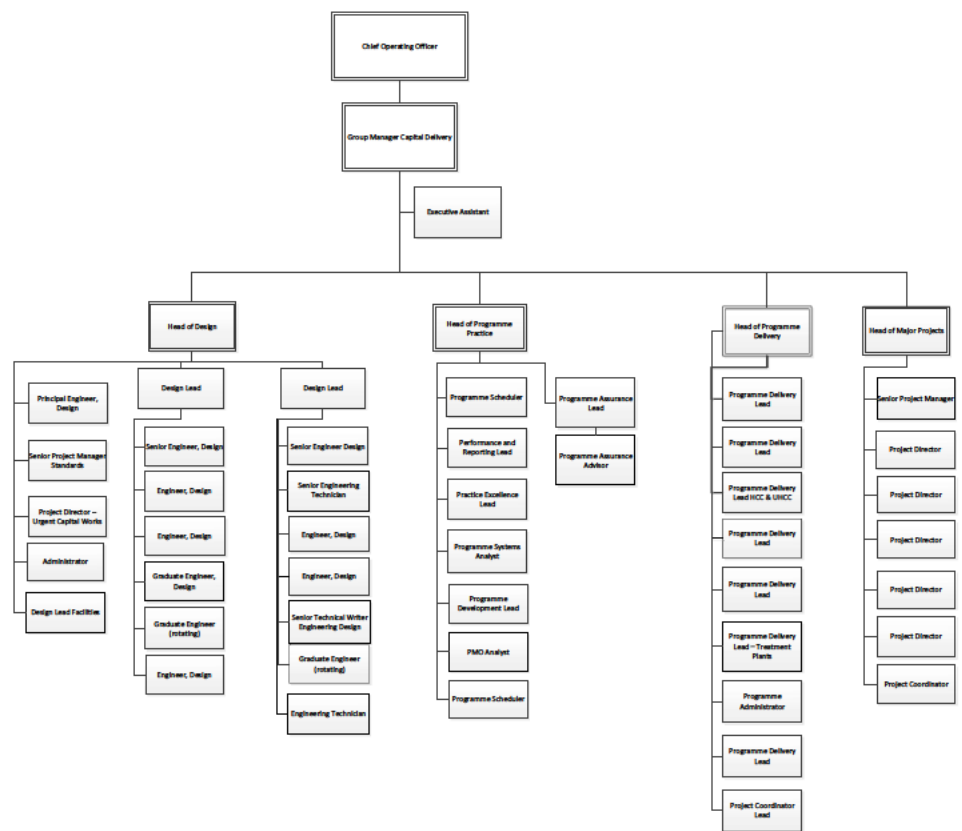 Chief Operating Officer
Group Manager Capital Delivery
Executive Assistant
Head of Design
Head of Programme
Practice
Head of Programme
Delivery
Head of Major Projects
Principal Engineer,
Design
Senior Project Manager
Standards
Project Director –
Urgent Capital Works
Administrator
Design Lead Facilities
Design Lead
Senior Engineer, Design
Engineer, Design
Engineer, Design
Graduate Engineer,
Design
Graduate Engineer
(rotating)
Engineer, Design
Design Lead
Senior Engineer Design
Senior Engineering
Technician
Engineer, Design
Engineer, Design
Senior Technical Writer
Engineering Design
Graduate Engineer
(rotating)
Engineering Technician
Programme Scheduler
Performance and
Reporting Lead
Practice Excellence
Lead
Programme Systems
Analyst
Programme
Development Lead
PMO Analyst
Programme Scheduler
Programme Assurance
Lead
Programme Assurance
Advisor
Programme Delivery
Lead
Programme Delivery
Lead
Programme Delivery
Lead HCC & UHCC
Programme Delivery
Lead
Programme Delivery
Lead
Programme Delivery
Lead – Treatment
Plants
Programme
Administrator
Programme Delivery
Lead
Project Coordinator
Lead
Senior Project Manager
Project Director
Project Director
Project Director
Project Director
Project Director
Project Coordinator